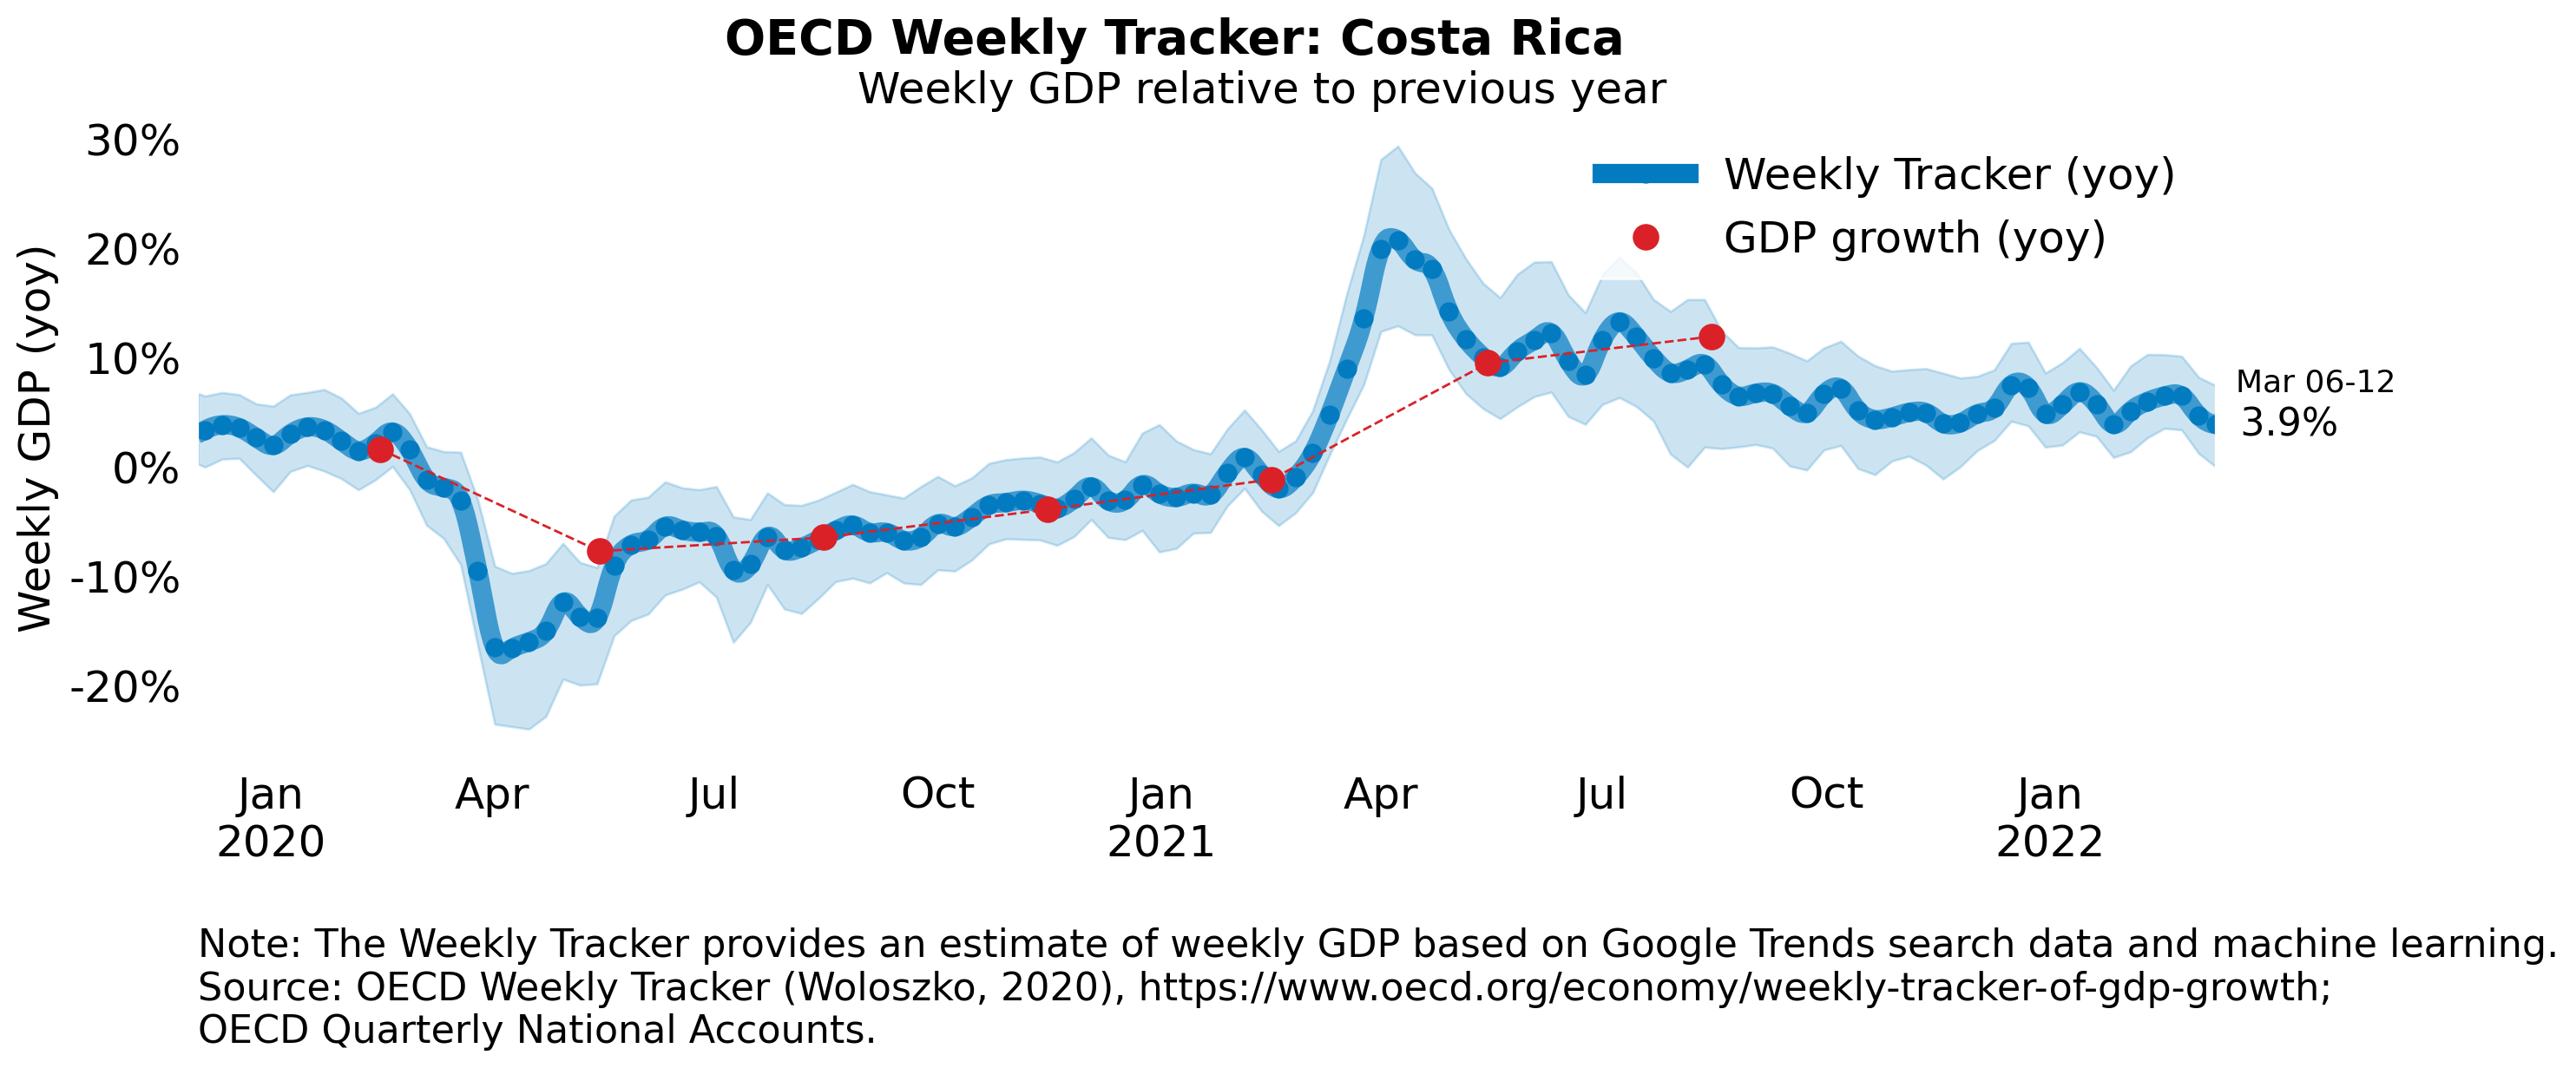 OECD Weekly Tracker: Costa Rica
Weekly GDP relative to previous year
Weekly GDP (yoy)
30%
20%
10%
0%
-10%
-20%
Weekly Tracker (yoy)
GDP growth (yoy)
Mar 06-12
3.9%
Jan Apr Jul Oct Jan Apr Jul Oct Jan
2020 2021 2022
Note: The Weekly Tracker provides an estimate of weekly GDP based on Google Trends search data and machine learning.
Source: OECD Weekly Tracker (Woloszko, 2020), https://www.oecd.org/economy/weekly-tracker-of-gdp-growth;
OECD Quarterly National Accounts.